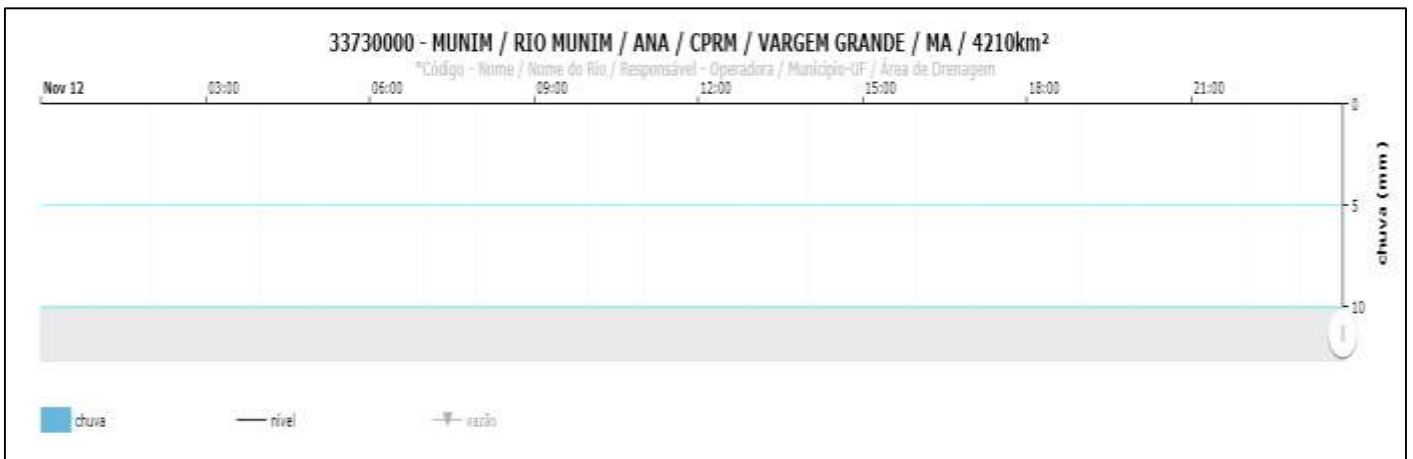 33730000 - MUNIM / RIO MUNIM / ANA / CPRM / VARGEM GRANDE / MA / 4210km²
*Código - Nome / Nome do Rio / Responsável - Operadora / Município-UF / Área de Drenagem
Nov 12 03:00 06:00 09:00 12:00 15:00 18:00 21:00
0
5
10
chuva (mm)
chuva nível vazão